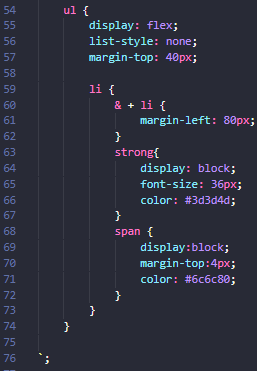 54 ul {
55 display: flex;
56 list-style: none;
57 margin-top: 40px;
58
59 li {
60 & + li {
61 margin-left: 80px;
62 }
63 strong{
64 display: block;
65 font-size: 36px;
66 color: #3d3d4d;
67 }
68 span {
69 display:block;
70 margin-top:4px;
71 color: #6c6c80;
72 }
73 }
74 }
75
76 `;